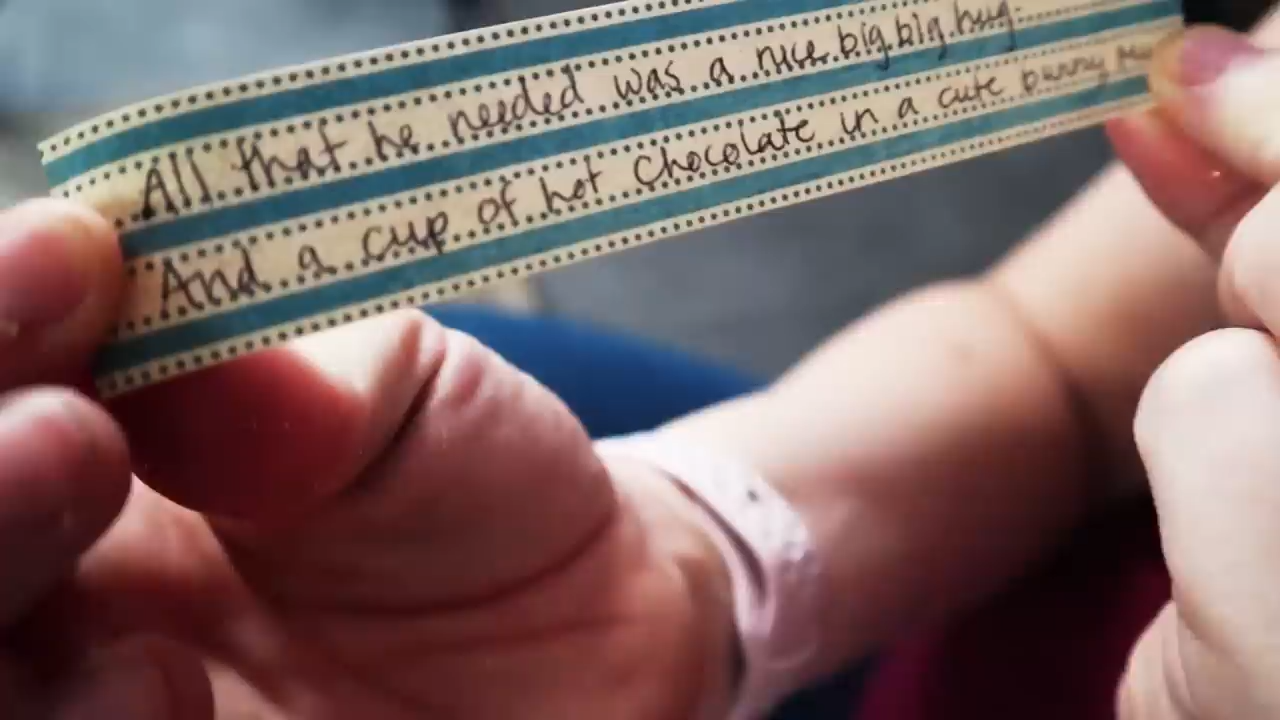 All that he needed was a nice big big hug.
And a cup of hot Chocolate in a cute bunny